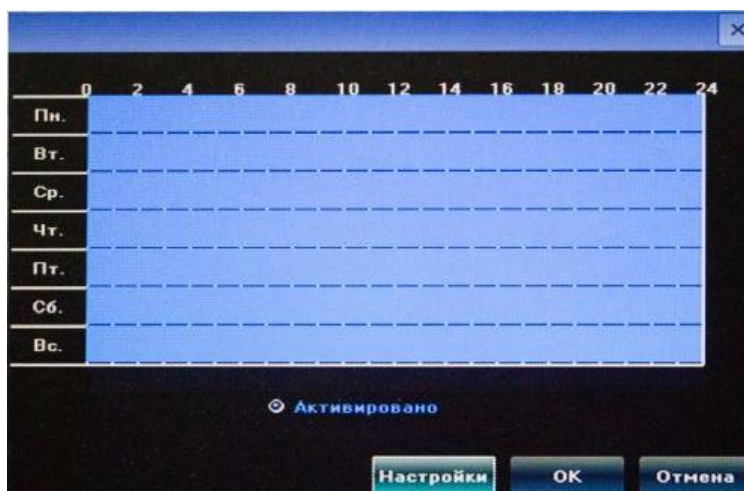 ×
0 2 4 6 8 10 12 14 16 18 20 22 24
Пн.
Вт.
Ср.
Чт.
Пт.
Сб.
Вс.
Активировано
Настройки OK Отмена